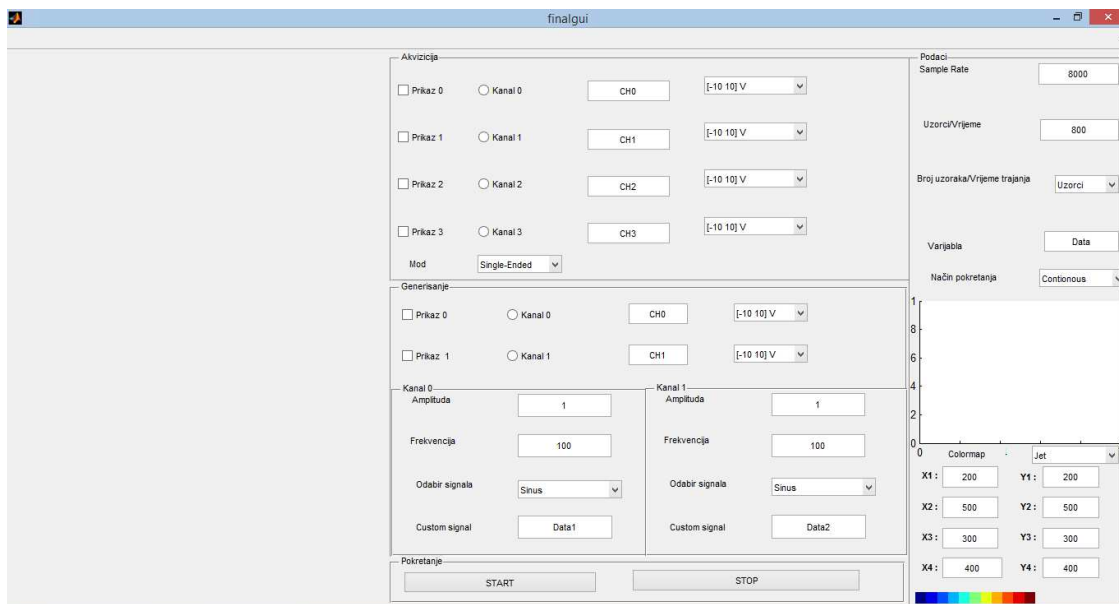 finalgui
Akvizicija
Prikaz 0 Kanal 0 CH0 [-10 10] V
Prikaz 1 Kanal 1 CH1 [-10 10] V
Prikaz 2 Kanal 2 CH2 [-10 10] V
Prikaz 3 Kanal 3 CH3 [-10 10] V
Mod Single-Ended
Generisanje
Prikaz 0 Kanal 0 CH0 [-10 10] V
Prikaz 1 Kanal 1 CH1 [-10 10] V
Kanal 0
Amplituda 1
Frekvencija 100
Odabir signala Sinus
Custom signal Data1
Kanal 1
Amplituda 1
Frekvencija 100
Odabir signala Sinus
Custom signal Data2
Pokretanje
START STOP
Podaci
Sample Rate 8000
Uzorci/Vrijeme 800
Broj uzoraka/Vrijeme trajanja Uzorci
Varijabla Data
Način pokretanja Contionous
1
8
6
4
2
0
0
Colormap Jet
X1 : 200 Y1 : 200
X2 : 500 Y2 : 500
X3 : 300 Y3 : 300
X4 : 400 Y4 : 400